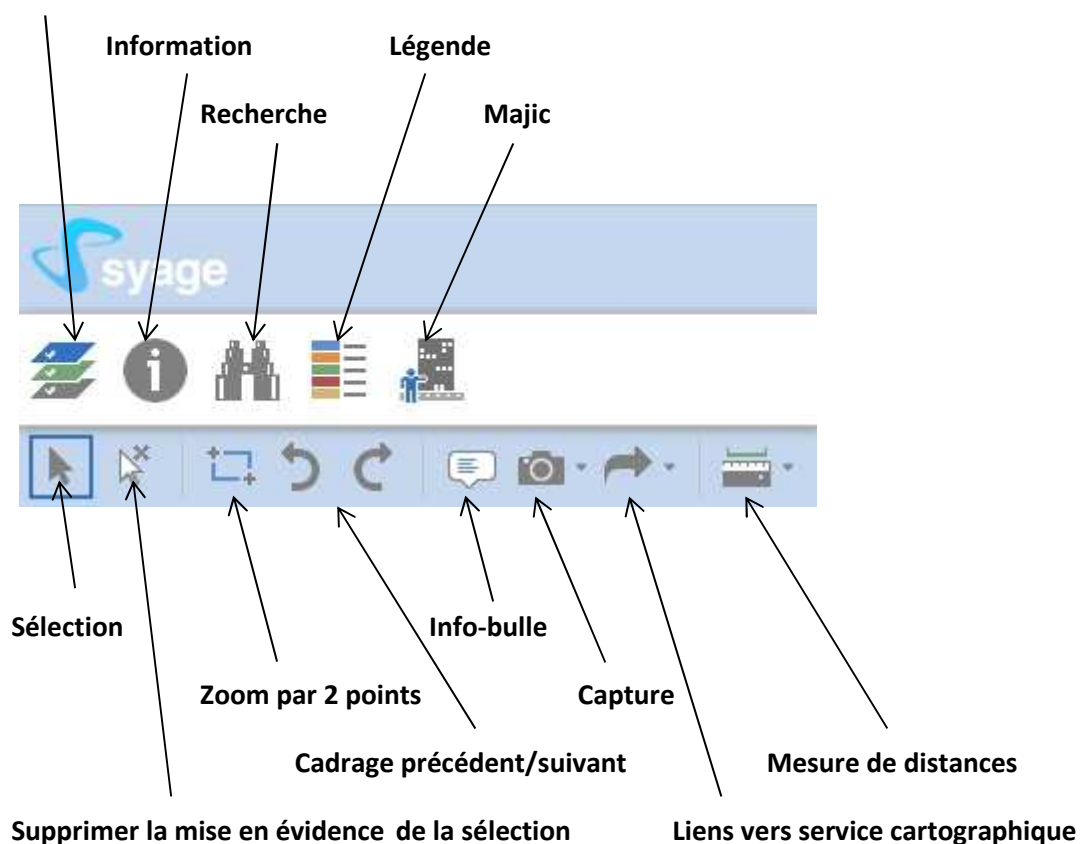 Information
Légende
Recherche
Majic
syage
Sélection
Info-bulle
Zoom par 2 points
Capture
Cadrage précédent/suivant
Mesure de distances
Supprimer la mise en évidence de la sélection
Liens vers service cartographique